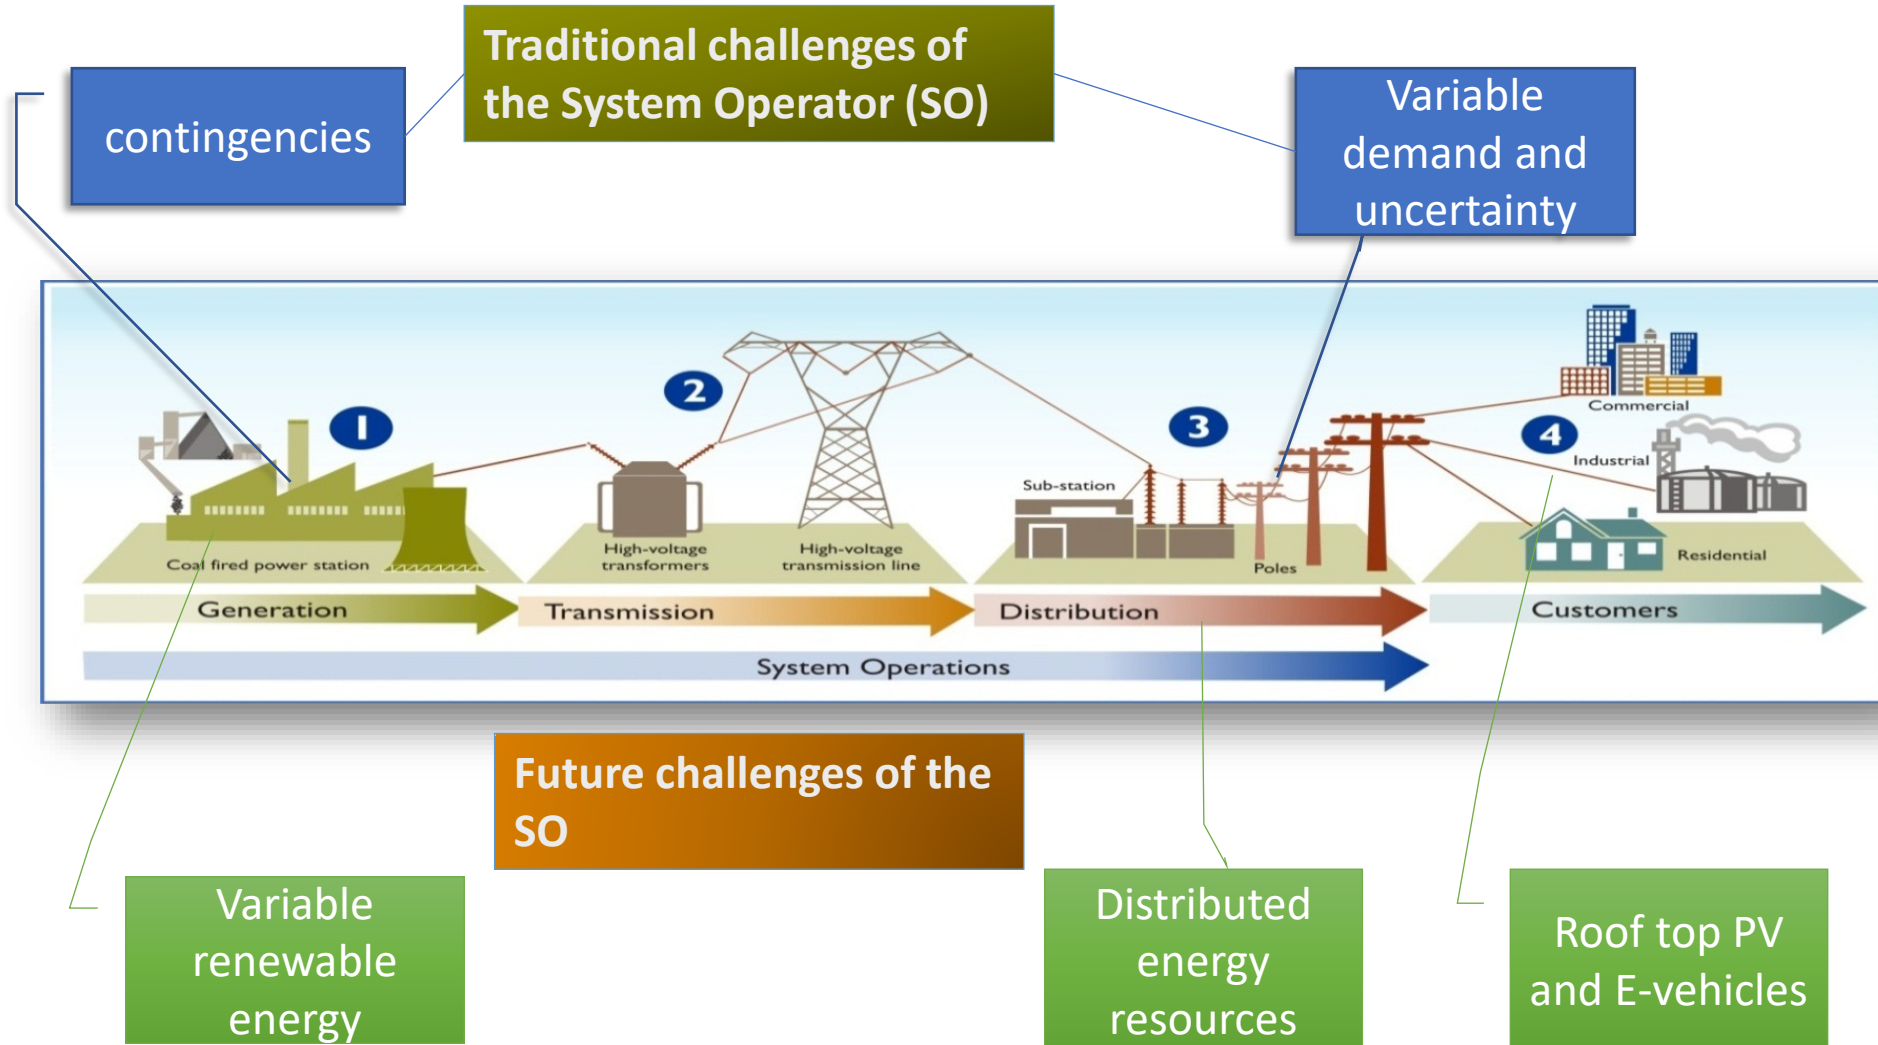 Traditional challenges of
the System Operator (SO)
contingencies
Variable
demand and
uncertainty
1
2
3
4
Commercial
Industrial
Sub-station
Residential
Coal fired power station
High-voltage
transformers
High-voltage
transmission line
Poles
Generation
Transmission
Distribution
Customers
System Operations
Future challenges of the
SO
Variable
renewable
energy
Distributed
energy
resources
Roof top PV
and E-vehicles